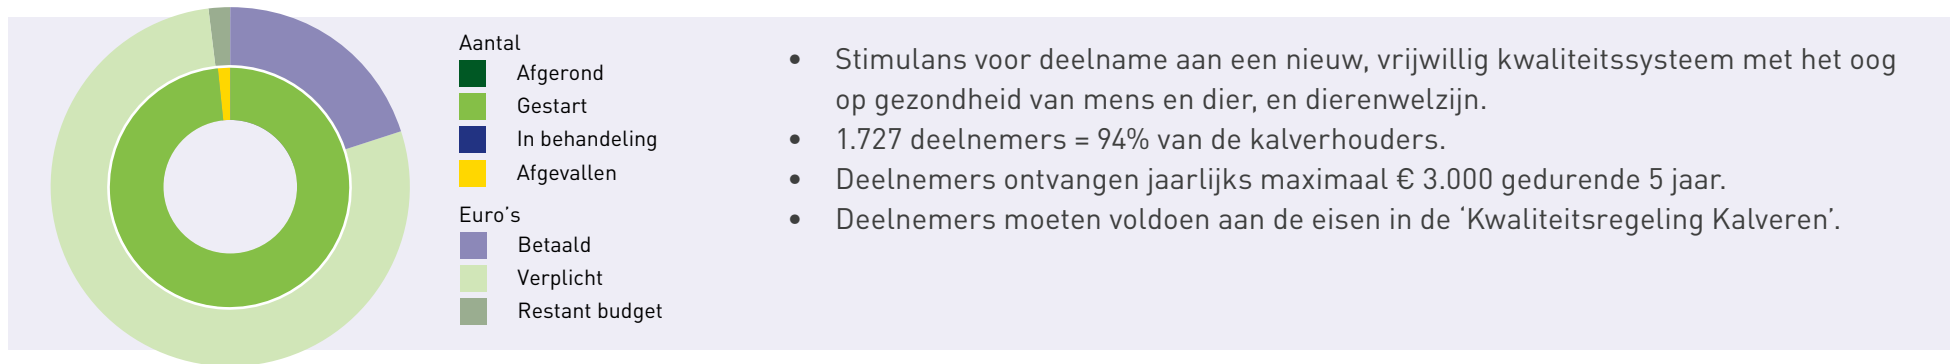 Aantal
Afgerond
Gestart
In behandeling
Afgevallen
Euro's
Betaald
Verplicht
Restant budget
• Stimulans voor deelname aan een nieuw, vrijwillig kwaliteitssysteem met het oog
op gezondheid van mens en dier, en dierenwelzijn.
• 1.727 deelnemers = 94% van de kalverhouders.
• Deelnemers ontvangen jaarlijks maximaal € 3.000 gedurende 5 jaar.
• Deelnemers moeten voldoen aan de eisen in de ‘Kwaliteitsregeling Kalveren’.